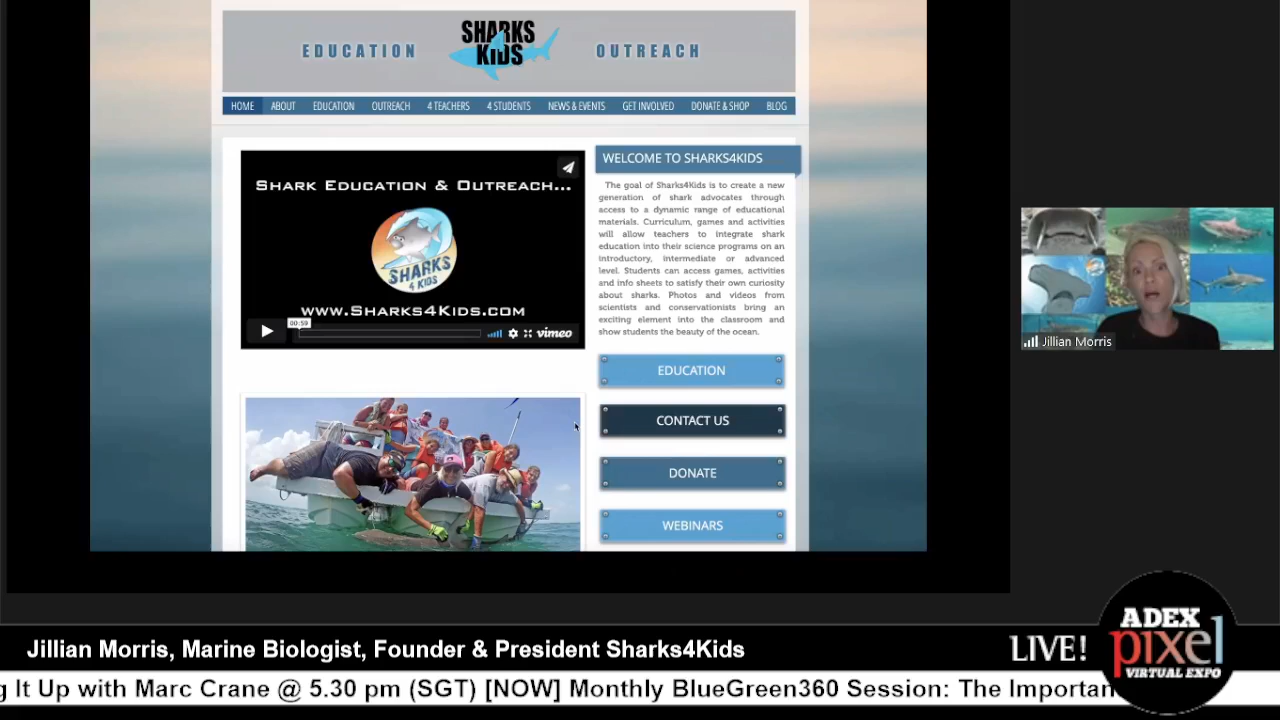 EDUCATION
SHARKS
4
KIDS
OUTREACH
HOME ABOUT EDUCATION OUTREACH 4 TEACHERS 4 STUDENTS NEWS & EVENTS GET INVOLVED DONATE & SHOP BLOG
SHARK EDUCATION & OUTREACH...
SHARKS
4 KIDS
WWW.SHARKS4KIDS.COM
00:59
vimeo
WELCOME TO SHARKS4KIDS
The goal of Sharks4Kids is to create a new
generation of shark advocates through
access to a dynamic range of educational
materials. Curriculum, games and activities
will allow teachers to integrate shark
education into their science programs on an
introductory, intermediate or advanced
level. Students can access games, activities
and info sheets to satisfy their own curiosity
about sharks. Photos and videos from
scientists and conservationists bring an
exciting element into the classroom and
show students the beauty of the ocean.
EDUCATION
CONTACT US
DONATE
WEBINARS
Jillian Morris
Jillian Morris, Marine Biologist, Founder & President Sharks4Kids
LIVE!
ADEX
pixel
VIRTUAL EXPO
g It Up with Marc Crane @ 5.30 pm (SGT) [NOW] Monthly BlueGreen360 Session: The Importan